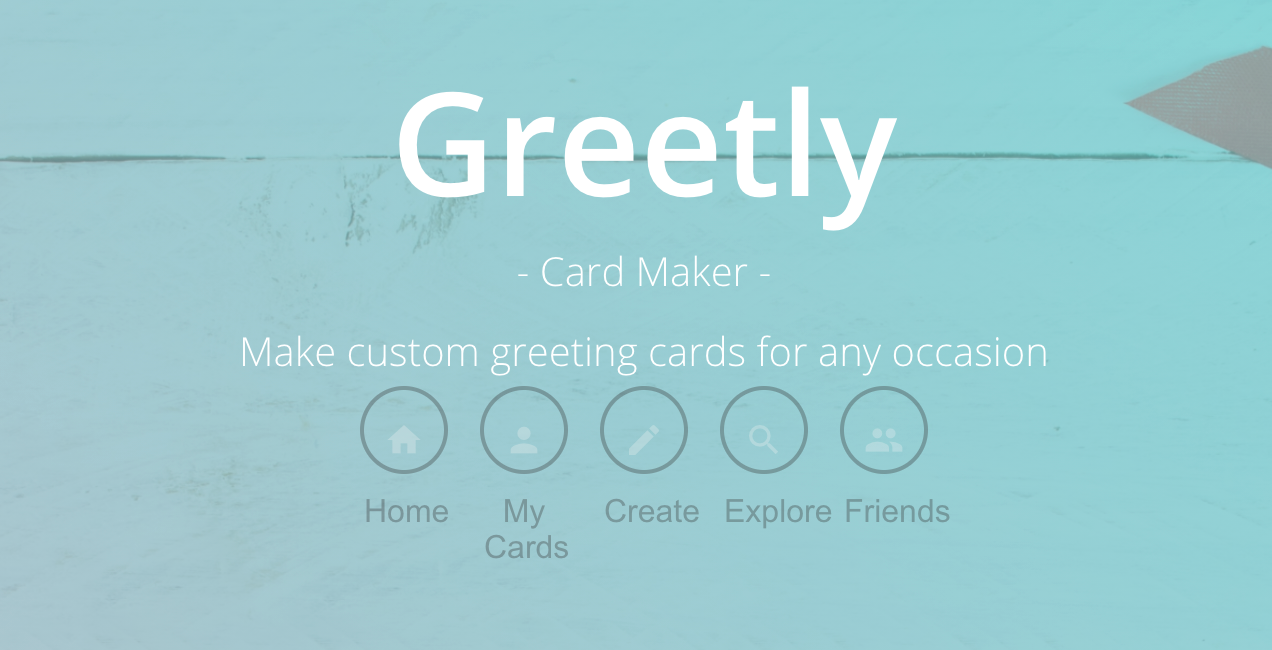 Greetly
- Card Maker -
Make custom greeting cards for any occasion
Home My Create Explore Friends
Cards